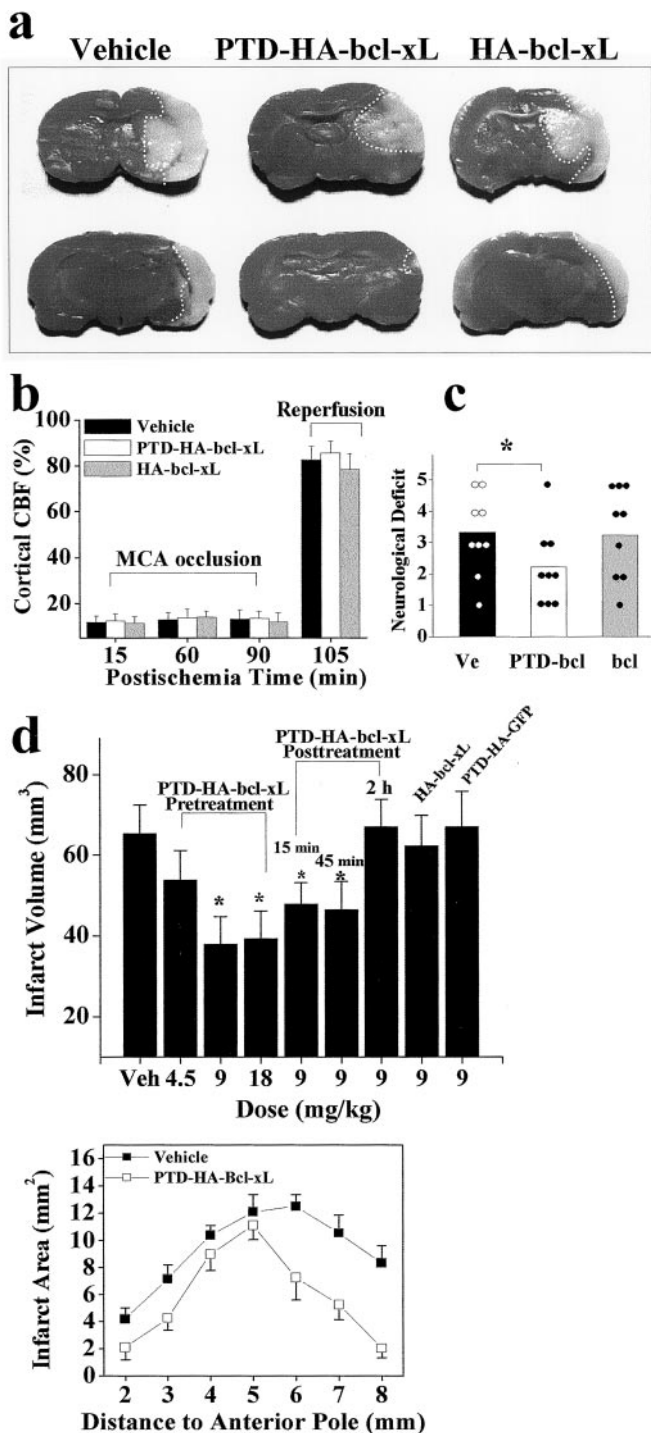 a
Vehicle PTD-HA-bcl-xL HA-bcl-xL
b
Vehicle
PTD-HA-bcl-xL
HA-bcl-xL
Reperfusion
MCA occlusion
Cortical CBF (%)
100
80
60
40
20
15 60 90 105
Postischemia Time (min)
c
*
Neurological Deficit
5
4
3
2
1
0
Ve PTD-bcl bcl
d
PTD-HA-bcl-xL
Posttreatment
PTD-HA-bcl-xL
Pretreatment
15 min
45 min
2 h
HA-bcl-xL
PTD-HA-GFP
* * * *
Infarct Volume (mm³)
80
60
40
20
Veh 4.5 9 18 9 9 9 9 9
Dose (mg/kg)
Vehicle
PTD-HA-Bcl-xL
Infarct Area (mm²)
16
14
12
10
8
6
4
2
0
2 3 4 5 6 7 8
Distance to Anterior Pole (mm)